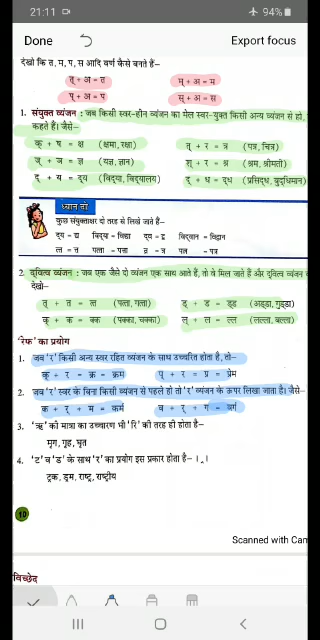 21:11
94%
Done
Export focus
देखो कि त, म, प, स आदि वर्ण कैसे बनते हैं–
त् + अ = त
म् + अ = म
प् + अ = प
स् + अ = स
1. संयुक्त व्यंजन : जब किसी स्वर-हीन व्यंजन का मेल स्वर-युक्त किसी अन्य व्यंजन से हो,
कहते हैं। जैसे–
क् + ष = क्ष (क्षमा, रक्षा)
त् + र = त्र (पत्र, चित्र)
ज् + ञ = ज्ञ (यज्ञ, ज्ञान)
श् + र = श्र (श्रम, श्रीमती)
द् + य = द्‌य (विद्‌या, विद्‌यालय)
द् + ध = द्‌ध (प्रसिद्‌ध, बुद्‌धिमान)
ध्यान दो
कुछ संयुक्ताक्षर दो तरह से लिखे जाते हैं–
द्‌य = द्य विद्‌या = विद्या द्‌व = द्व विद्‌वान = विद्वान
त्त = त्त पत्ता = पत्ता
2. द्‌वित्व व्यंजन : जब एक जैसे दो व्यंजन एक साथ आते हैं, तो वे मिल जाते हैं और द्‌वित्व व्यंजन
देखो–
त् + त = त्त (पत्ता, गत्ता)
ड् + ड = ड्‌ड (अड्‌डा, गुड्‌डा)
क् + क = क्क (पक्का, चक्का)
ल् + ल = ल्ल (लल्ला, बल्ला)
'रेफ' का प्रयोग
1. जब 'र' किसी अन्य स्वर रहित व्यंजन के साथ उच्चरित होता है, तो–
क् + र = क्र = क्रम
प् + र = प्र = प्रेम
2. जब 'र' स्वर के बिना किसी व्यंजन से पहले हो तो 'र' व्यंजन के ऊपर लिखा जाता है। जैसे–
क + र् + म = कर्म
व + र् + ग = वर्ग
3. 'ऋ' की मात्रा का उच्चारण भी 'रि' की तरह ही होता है–
मृग, गृह, घृत
4. 'ट' व 'ड' के साथ 'र' का प्रयोग इस प्रकार होता है–
ट्रक, ड्रम, राष्ट्र, राष्ट्रीय
10
Scanned with Cam
विच्छेद